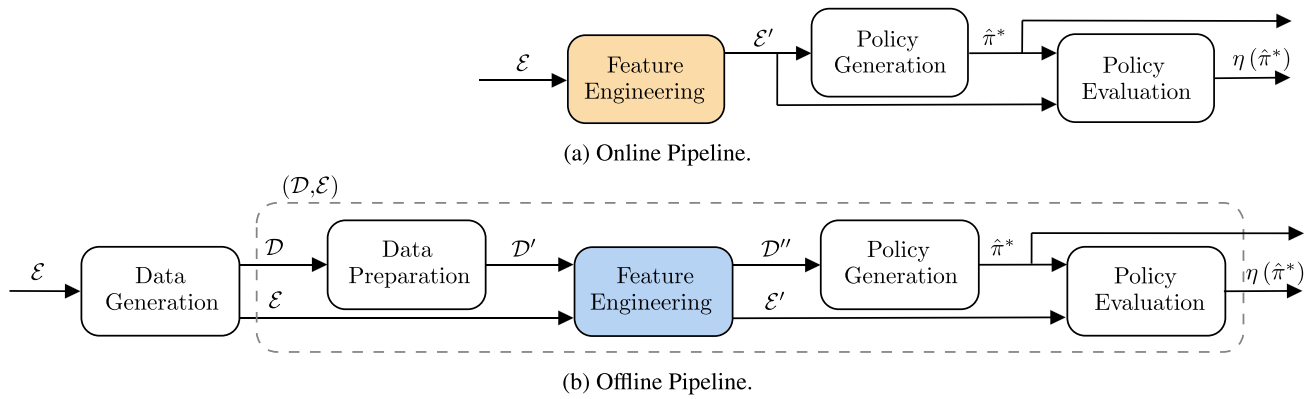 ℰ
Feature
Engineering
ℰ′
Policy
Generation
π̂*
Policy
Evaluation
η (π̂*)
(a) Online Pipeline.
(𝒟,ℰ)
ℰ
Data
Generation
𝒟
ℰ
Data
Preparation
𝒟′
Feature
Engineering
𝒟′′
ℰ′
Policy
Generation
π̂*
Policy
Evaluation
η (π̂*)
(b) Offline Pipeline.